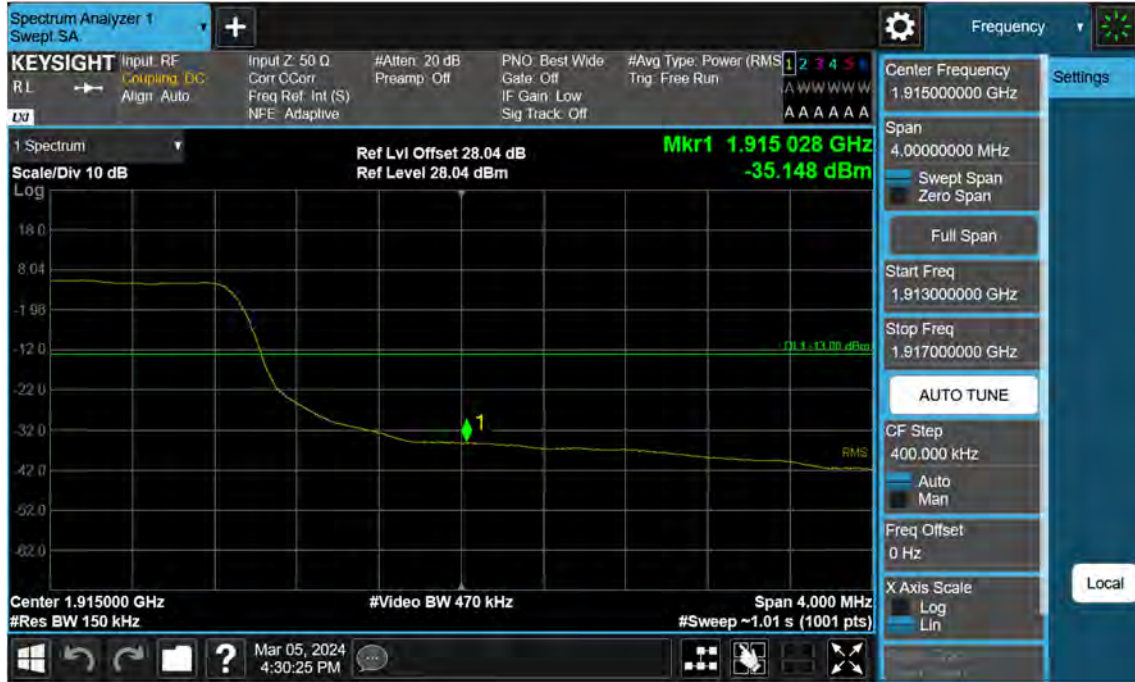 Spectrum Analyzer 1
Swept SA
Frequency
KEYSIGHT
RL
LXI
Input: RF
Coupling: DC
Align: Auto
Input Z: 50 Ω
Corr CCorr
Freq Ref: Int (S)
NFE: Adaptive
#Atten: 20 dB
Preamp: Off
PNO: Best Wide
Gate: Off
IF Gain: Low
Sig Track: Off
#Avg Type: Power (RMS
Trig: Free Run
1 2 3 4 5 6
A W W W W W
A A A A A A
1 Spectrum
Scale/Div 10 dB
Ref Lvl Offset 28.04 dB
Ref Level 28.04 dBm
Mkr1 1.915 028 GHz
-35.148 dBm
Log
18.0
8.04
-1.96
-12.0
DL1 -13.00 dBm
-22.0
1
-32.0
RMS
-42.0
-52.0
-62.0
Center 1.915000 GHz
#Video BW 470 kHz
Span 4.000 MHz
#Res BW 150 kHz
#Sweep ~1.01 s (1001 pts)
Mar 05, 2024
4:30:25 PM
?
Center Frequency
1.915000000 GHz
Settings
Span
4.00000000 MHz
Swept Span
Zero Span
Full Span
Start Freq
1.913000000 GHz
Stop Freq
1.917000000 GHz
AUTO TUNE
CF Step
400.000 kHz
Auto
Man
Freq Offset
0 Hz
X Axis Scale
Log
Lin
Local